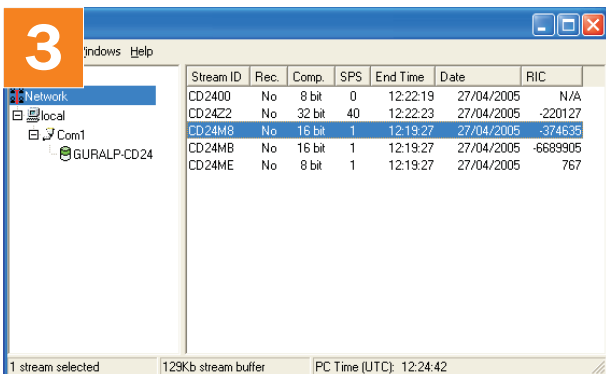 3
Windows Help
Stream ID Rec. Comp. SPS End Time Date RIC
Network
local
Com1
GURALP-CD24
CD2400 No 8 bit 0 12:22:19 27/04/2005 N/A
CD24Z2 No 32 bit 40 12:22:23 27/04/2005 -220127
CD24M8 No 16 bit 1 12:19:27 27/04/2005 -374635
CD24MB No 16 bit 1 12:19:27 27/04/2005 -6689905
CD24ME No 8 bit 1 12:19:27 27/04/2005 767
1 stream selected 129Kb stream buffer PC Time (UTC): 12:24:42